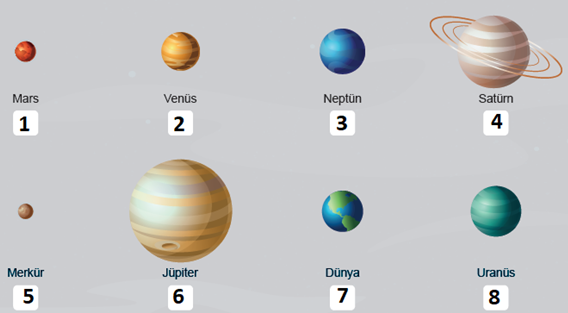 Mars Venüs Neptün Satürn
1 2 3 4
Merkür Jüpiter Dünya Uranüs
5 6 7 8